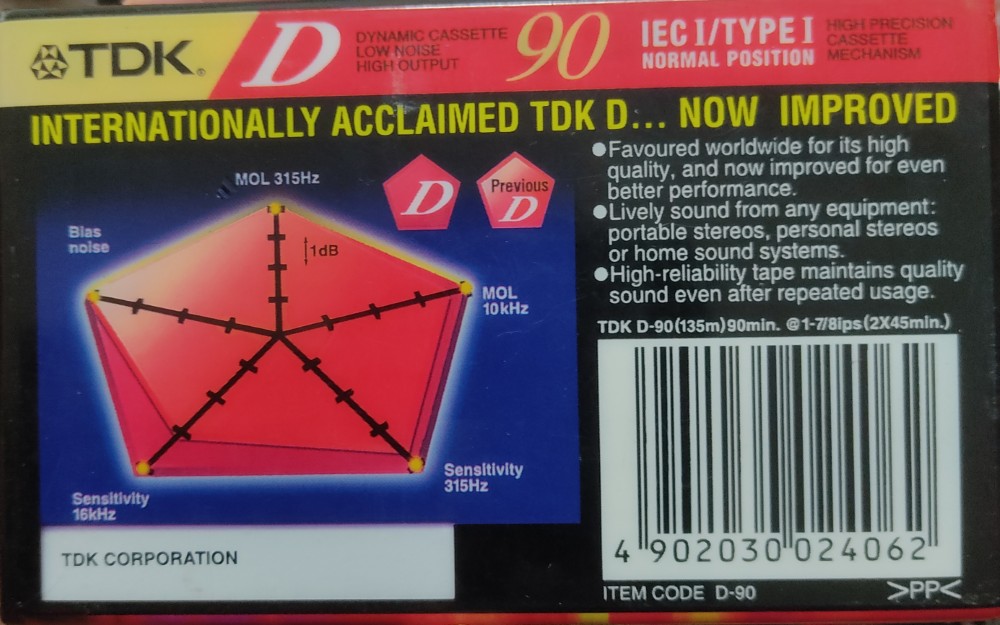 TDK.
D
DYNAMIC CASSETTE
LOW NOISE
HIGH OUTPUT
90
IEC I/TYPE I
NORMAL POSITION
HIGH PRECISION
CASSETTE
MECHANISM
INTERNATIONALLY ACCLAIMED TDK D... NOW IMPROVED
MOL 315Hz
Bias
noise
1dB
MOL
10kHz
Sensitivity
315Hz
Sensitivity
16kHz
D
Previous
D
●Favoured worldwide for its high
quality, and now improved for even
better performance.
●Lively sound from any equipment:
portable stereos, personal stereos
or home sound systems.
●High-reliability tape maintains quality
sound even after repeated usage.
TDK D-90(135m)90min. @1-7/8ips(2X45min.)
4 902030 024062
ITEM CODE D-90
>PP<
TDK CORPORATION